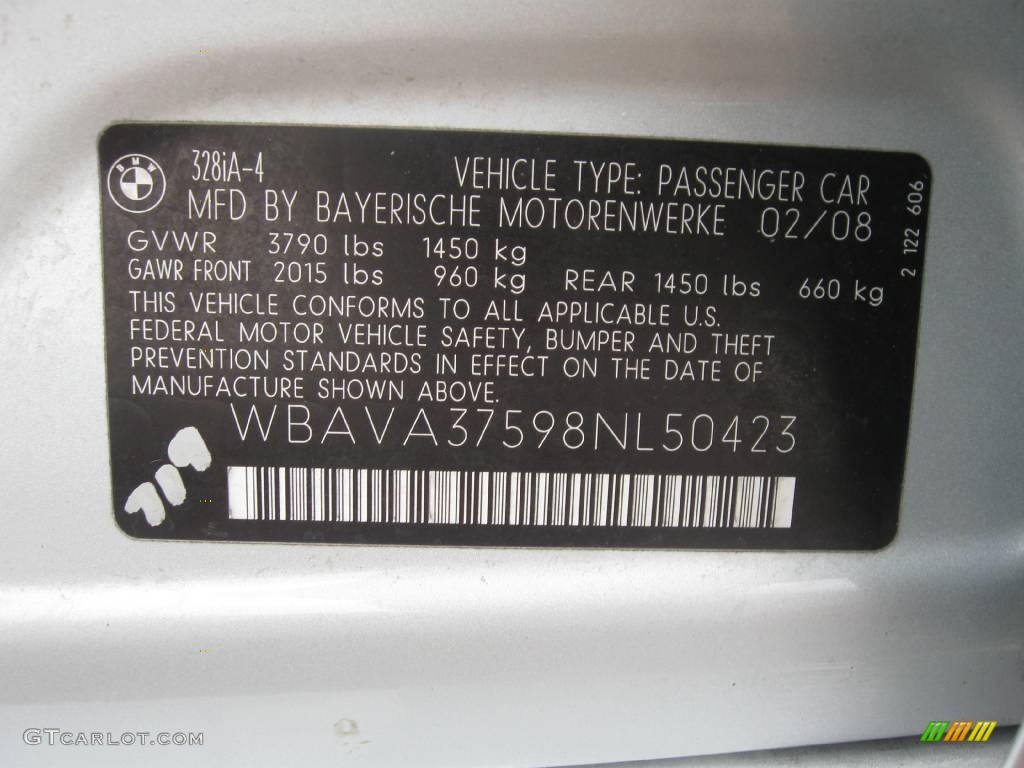 BMW
328iA-4 VEHICLE TYPE: PASSENGER CAR
MFD BY BAYERISCHE MOTORENWERKE 02/08
GVWR 3790 lbs 1450 kg
GAWR FRONT 2015 lbs 960 kg REAR 1450 lbs 660 kg
THIS VEHICLE CONFORMS TO ALL APPLICABLE U.S.
FEDERAL MOTOR VEHICLE SAFETY, BUMPER AND THEFT
PREVENTION STANDARDS IN EFFECT ON THE DATE OF
MANUFACTURE SHOWN ABOVE.
WBAVA37598NL50423
2 122 606
GTCARLOT.COM